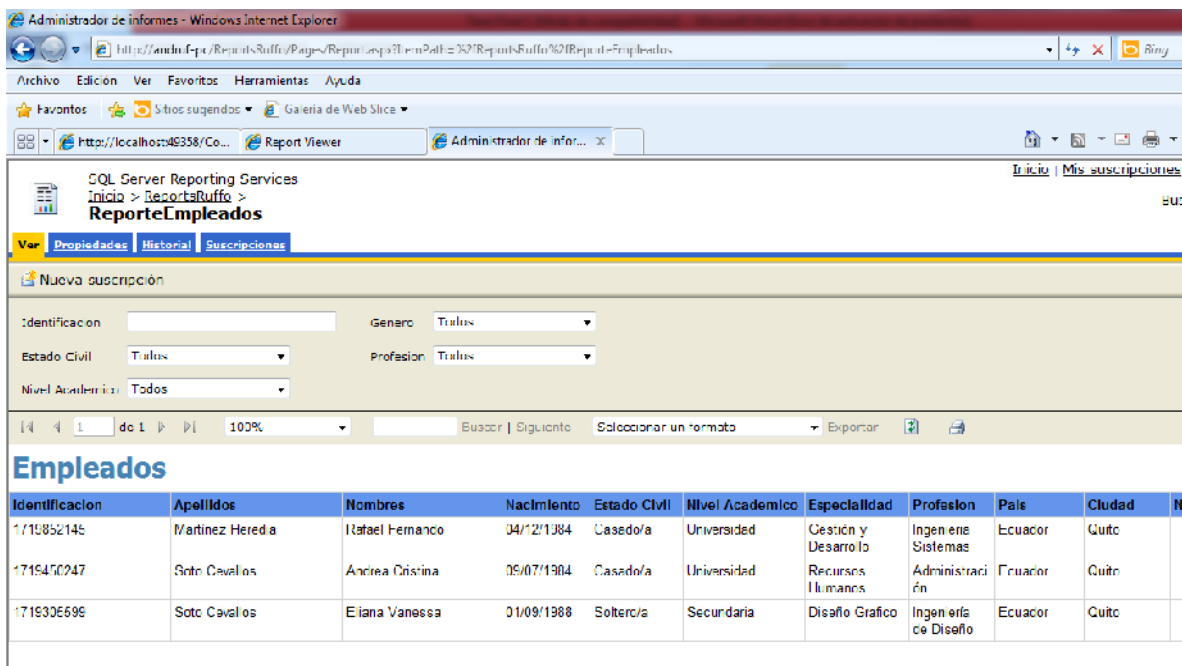 Administrador de informes - Windows Internet Explorer
Bing
Archivo Edición Ver Favoritos Herramientas Ayuda
Favoritos Sitios sugeridos Galería de Web Slice
http://localhost:49358/Co... Report Viewer Administrador de infor...
Inicio | Mis suscripciones
SQL Server Reporting Services
Inicio > ReportsRuffo >
ReporteEmpleados
Ver Propiedades Historial Suscripciones
Nueva suscripción
Identificacion Genero Todos
Estado Civil Todos Profesion Todos
Nivel Academico Todos
1 de 1 100% Buscar | Siguiente Seleccionar un formato Exportar
Empleados
Identificacion Apellidos Nombres Nacimiento Estado Civil Nivel Academico Especialidad Profesion Pais Ciudad N
1719852145 Martinez Heredia Rafael Fernando 04/12/1984 Casado/a Universidad Gestión y Desarrollo Ingenieria Sistemas Ecuador Quito
1719450247 Soto Cevallos Andrea Cristina 09/07/1984 Casado/a Universidad Recursos Humanos Administraci ón Ecuador Quito
1719306699 Soto Cevallos Eliana Vanessa 01/09/1988 Soltero/a Secundaria Diseño Grafico Ingeniería de Diseño Ecuador Quito